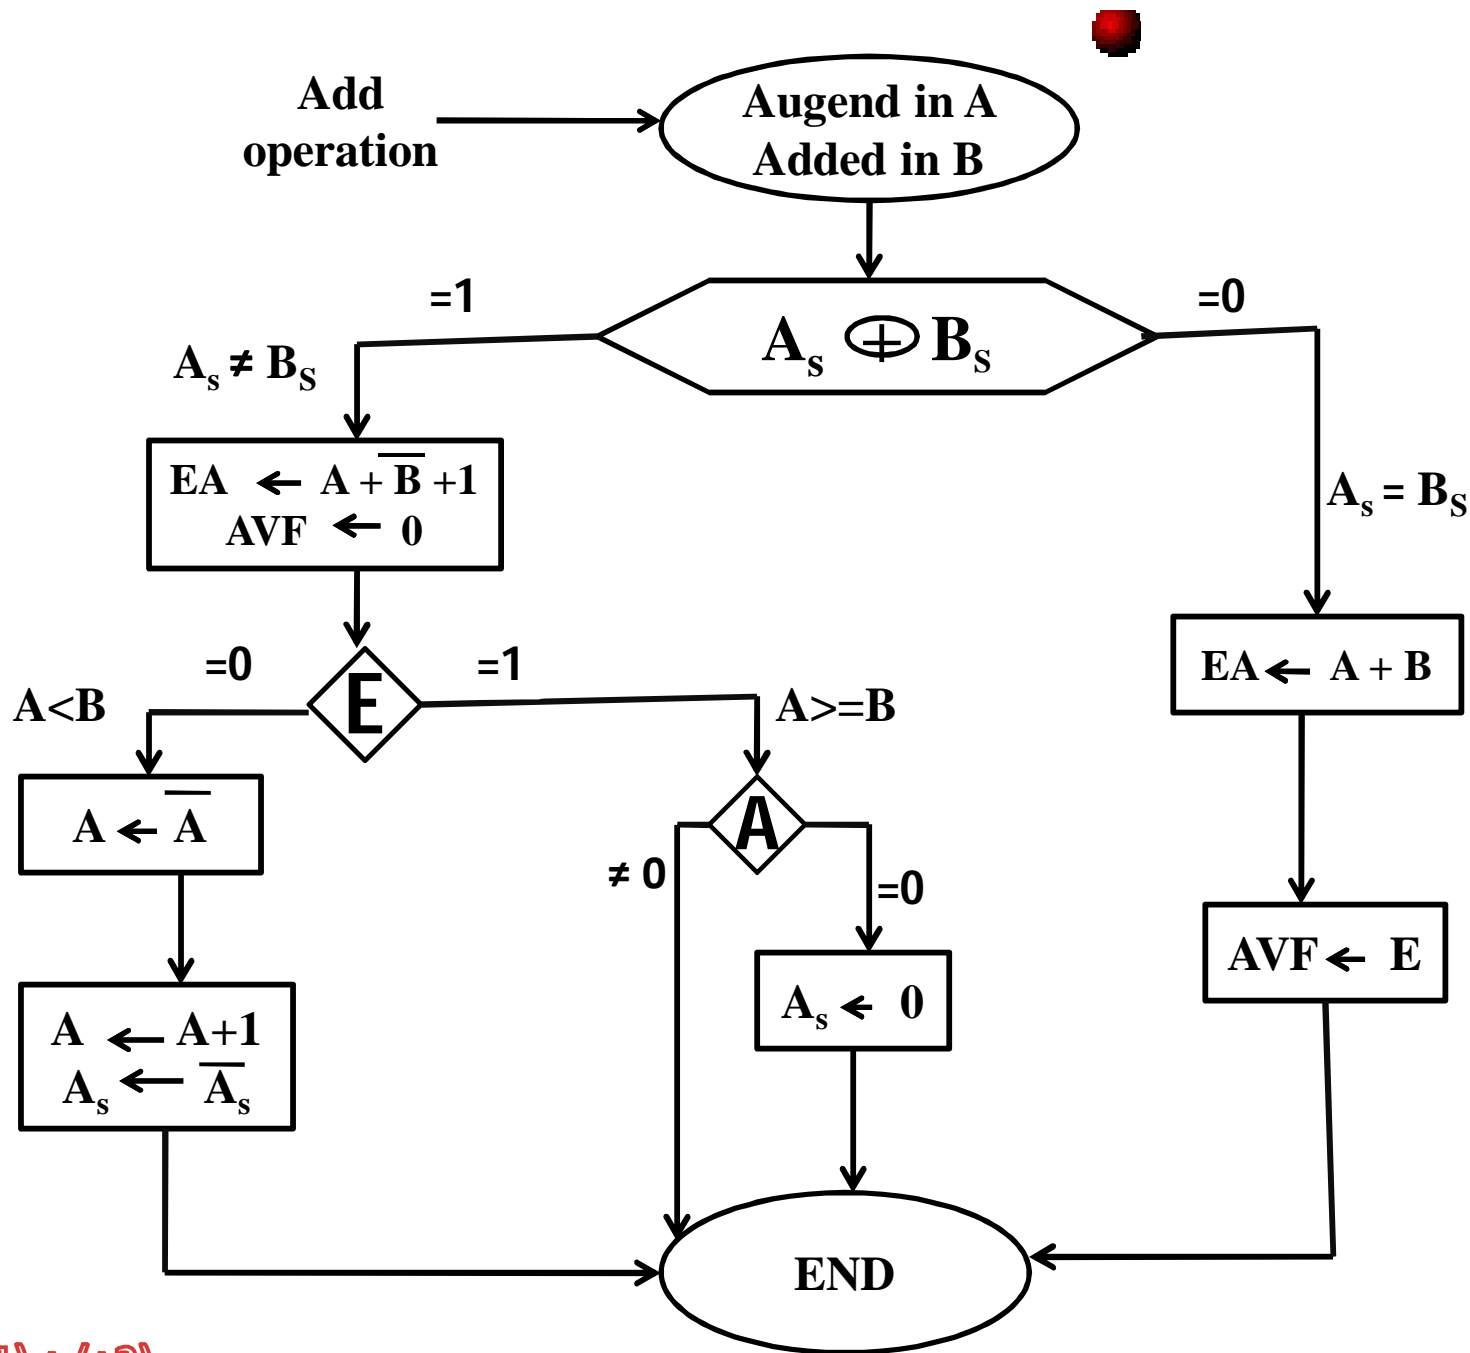 Add
operation
Augend in A
Added in B
=1
=0
As ⊕ BS
As ≠ BS
EA ← A + B̅ +1
AVF ← 0
As = BS
=0
=1
E
A<B
A>=B
EA ← A + B
A ← A̅
A
≠ 0
=0
AVF ← E
As ← 0
A ← A+1
As ← A̅s
END